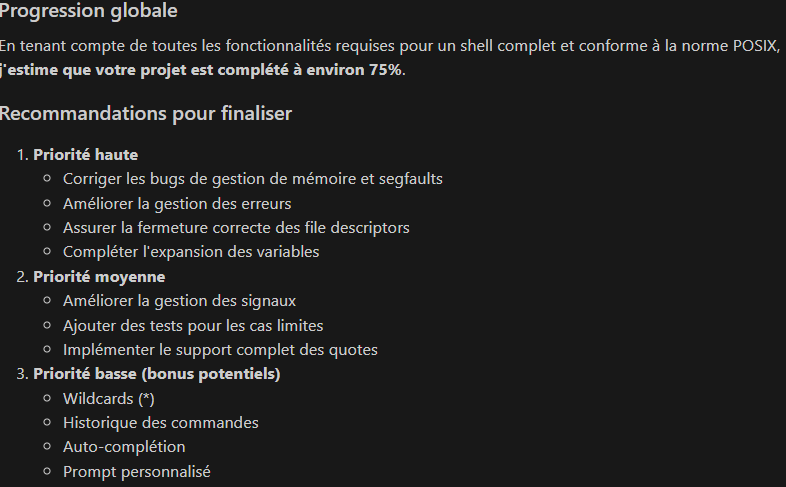 Progression globale
En tenant compte de toutes les fonctionnalités requises pour un shell complet et conforme à la norme POSIX,
j'estime que votre projet est complété à environ 75%.
Recommandations pour finaliser
1. Priorité haute
○ Corriger les bugs de gestion de mémoire et segfaults
○ Améliorer la gestion des erreurs
○ Assurer la fermeture correcte des file descriptors
○ Compléter l'expansion des variables
2. Priorité moyenne
○ Améliorer la gestion des signaux
○ Ajouter des tests pour les cas limites
○ Implémenter le support complet des quotes
3. Priorité basse (bonus potentiels)
○ Wildcards (*)
○ Historique des commandes
○ Auto-complétion
○ Prompt personnalisé